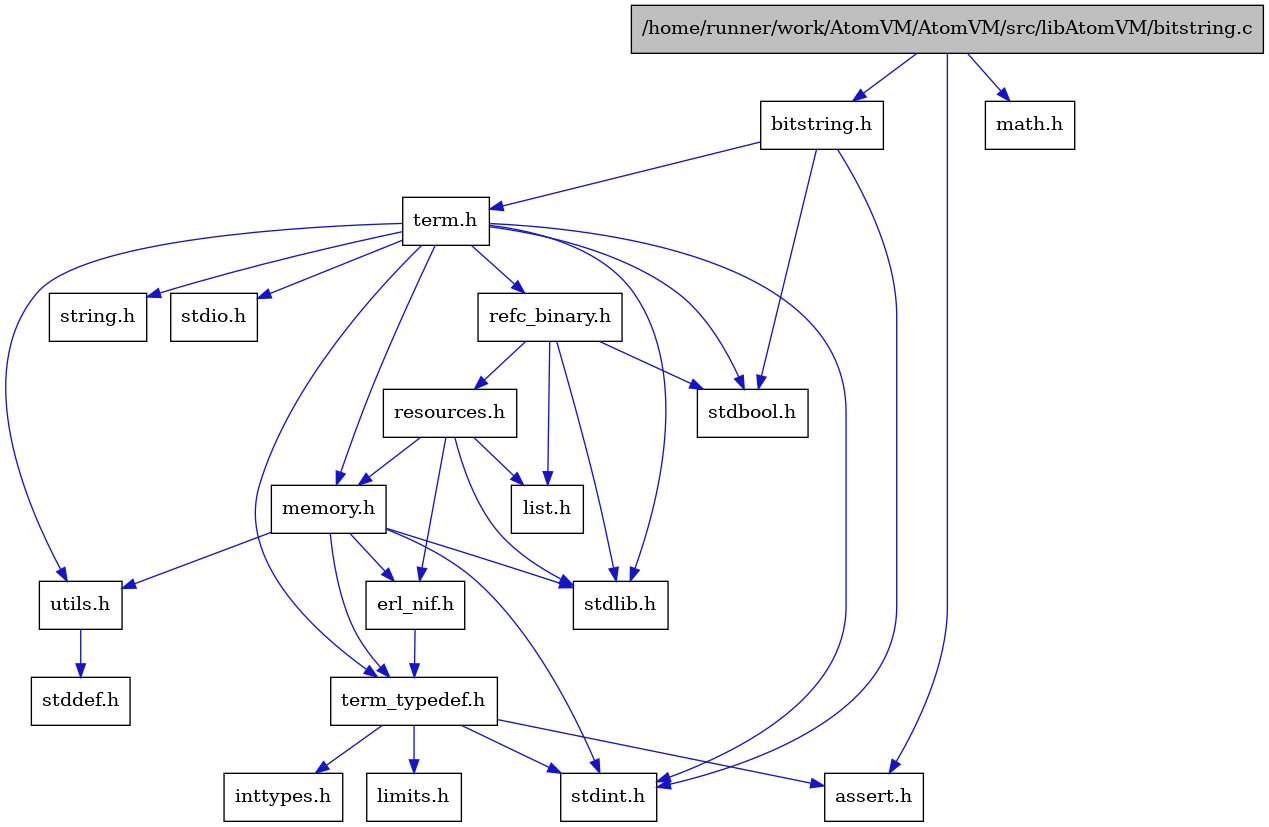 /home/runner/work/AtomVM/AtomVM/src/libAtomVM/bitstring.c
bitstring.h
math.h
term.h
string.h
stdio.h
refc_binary.h
resources.h
stdbool.h
memory.h
list.h
utils.h
erl_nif.h
stdlib.h
stddef.h
term_typedef.h
inttypes.h
limits.h
stdint.h
assert.h